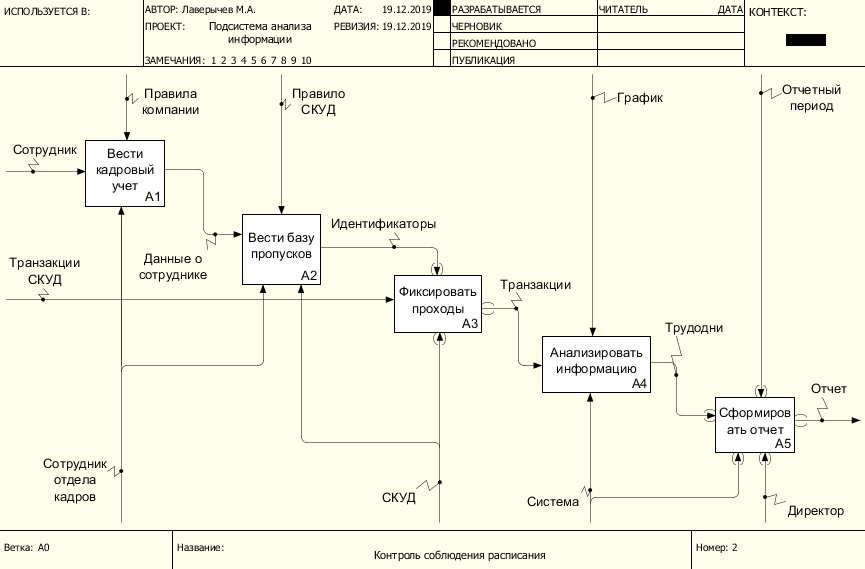 ИСПОЛЬЗУЕТСЯ В:
АВТОР: Лаверычев М.А.
ДАТА: 19.12.2019
РАЗРАБАТЫВАЕТСЯ
ЧИТАТЕЛЬ
ДАТА
КОНТЕКСТ:
ПРОЕКТ: Подсистема анализа
информации
РЕВИЗИЯ: 19.12.2019
ЧЕРНОВИК
РЕКОМЕНДОВАНО
ЗАМЕЧАНИЯ: 1 2 3 4 5 6 7 8 9 10
ПУБЛИКАЦИЯ
Правила
компании
Правило
СКУД
График
Отчетный
период
Сотрудник
Вести
кадровый
учет
A1
Данные о
сотруднике
Вести базу
пропусков
A2
Идентификаторы
Транзакции
СКУД
Фиксировать
проходы
A3
Транзакции
Анализировать
информацию
A4
Трудодни
Сформиров
ать отчет
A5
Отчет
Сотрудник
отдела
кадров
СКУД
Система
Директор
Ветка: A0
Название:
Контроль соблюдения расписания
Номер: 2